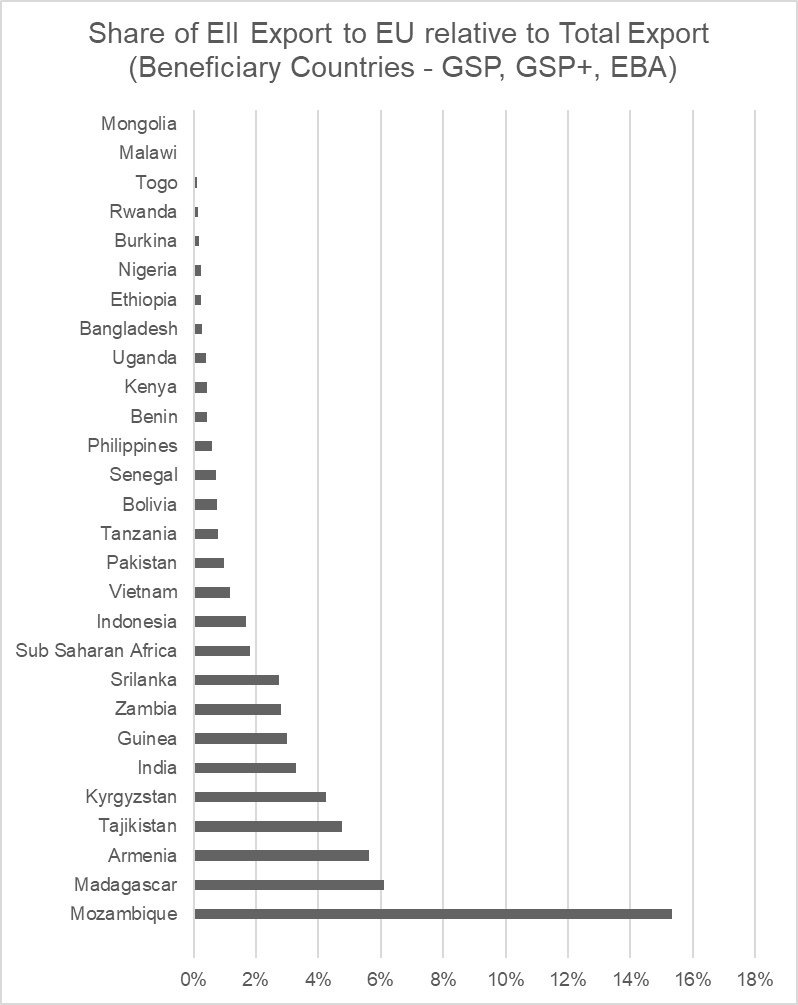 Share of EII Export to EU relative to Total Export
(Beneficiary Countries - GSP, GSP+, EBA)
Mongolia
Malawi
Togo
Rwanda
Burkina
Nigeria
Ethiopia
Bangladesh
Uganda
Kenya
Benin
Philippines
Senegal
Bolivia
Tanzania
Pakistan
Vietnam
Indonesia
Sub Saharan Africa
Srilanka
Zambia
Guinea
India
Kyrgyzstan
Tajikistan
Armenia
Madagascar
Mozambique
0% 2% 4% 6% 8% 10% 12% 14% 16% 18%